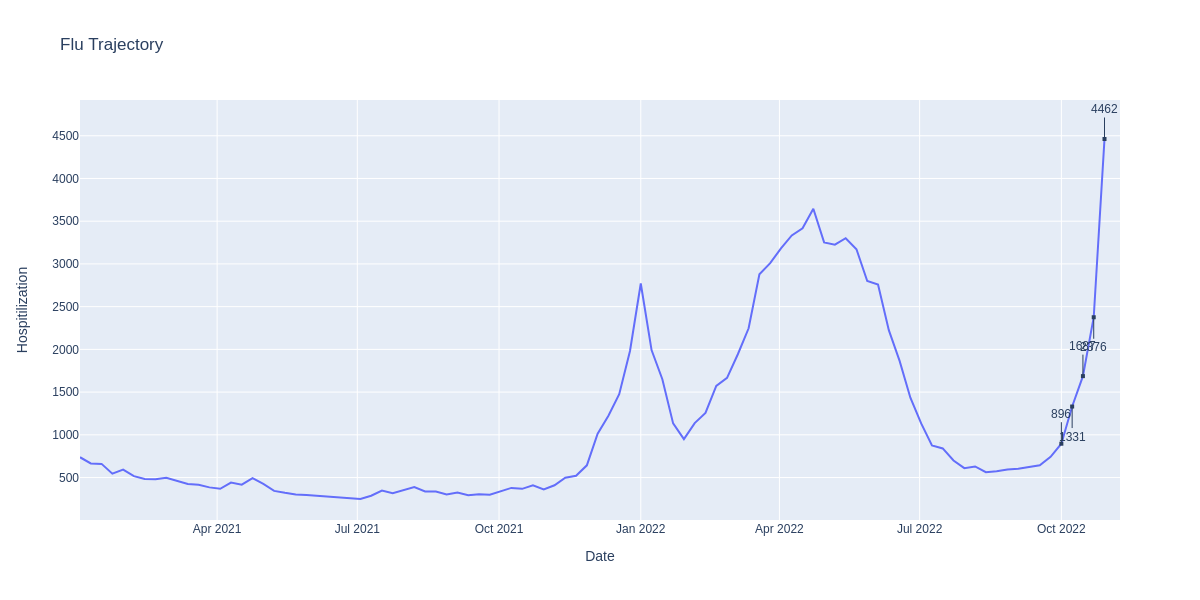 Flu Trajectory
4462
4500
4000
3500
3000
2500
2000
1500
1000
500
2376
896
1331
Hospitilization
Apr 2021
Jul 2021
Oct 2021
Jan 2022
Apr 2022
Jul 2022
Oct 2022
Date